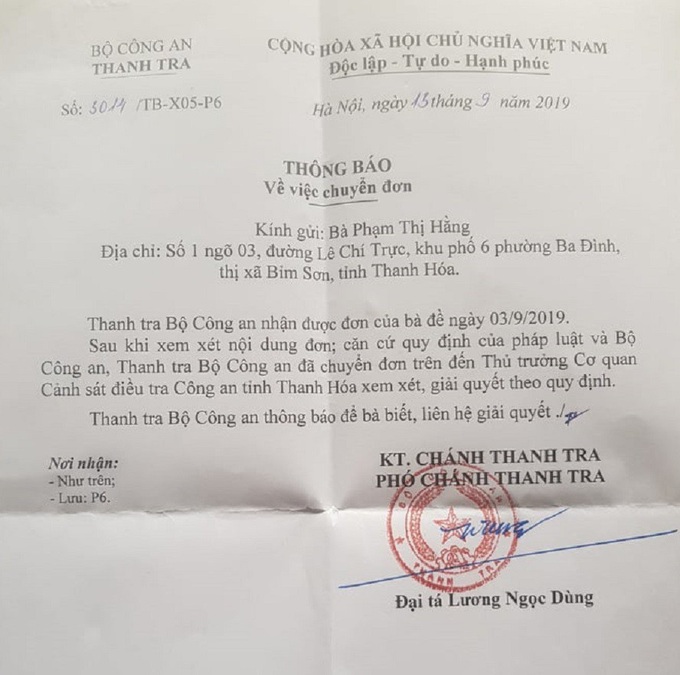 BỘ CÔNG AN
THANH TRA
CỘNG HÒA XÃ HỘI CHỦ NGHĨA VIỆT NAM
Độc lập - Tự do - Hạnh phúc
Số: 3014 /TB-X05-P6
Hà Nội, ngày 13 tháng 9 năm 2019
THÔNG BÁO
Về việc chuyển đơn
Kính gửi: Bà Phạm Thị Hằng
Địa chỉ: Số 1 ngõ 03, đường Lê Chí Trực, khu phố 6 phường Ba Đình,
thị xã Bỉm Sơn, tỉnh Thanh Hóa.
Thanh tra Bộ Công an nhận được đơn của bà đề ngày 03/9/2019.
Sau khi xem xét nội dung đơn; căn cứ quy định của pháp luật và Bộ
Công an, Thanh tra Bộ Công an đã chuyển đơn trên đến Thủ trưởng Cơ quan
Cảnh sát điều tra Công an tỉnh Thanh Hóa xem xét, giải quyết theo quy định.
Thanh tra Bộ Công an thông báo để bà biết, liên hệ giải quyết ./.
Nơi nhận:
- Như trên;
- Lưu: P6.
KT. CHÁNH THANH TRA
PHÓ CHÁNH THANH TRA
THANH TRA
Đại tá Lương Ngọc Dùng